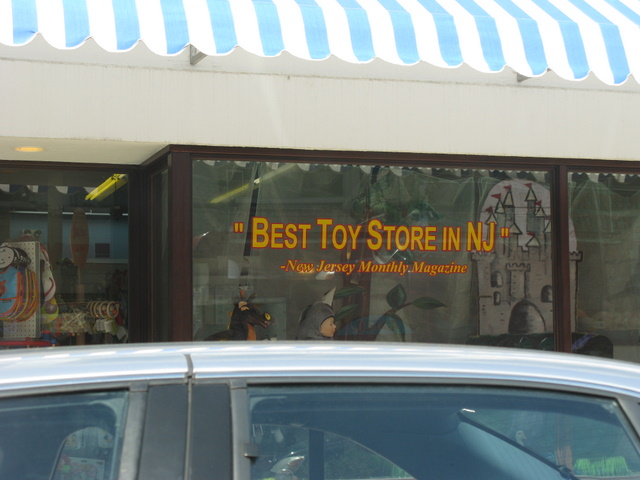 " BEST TOY STORE IN NJ "
-New Jersey Monthly Magazine